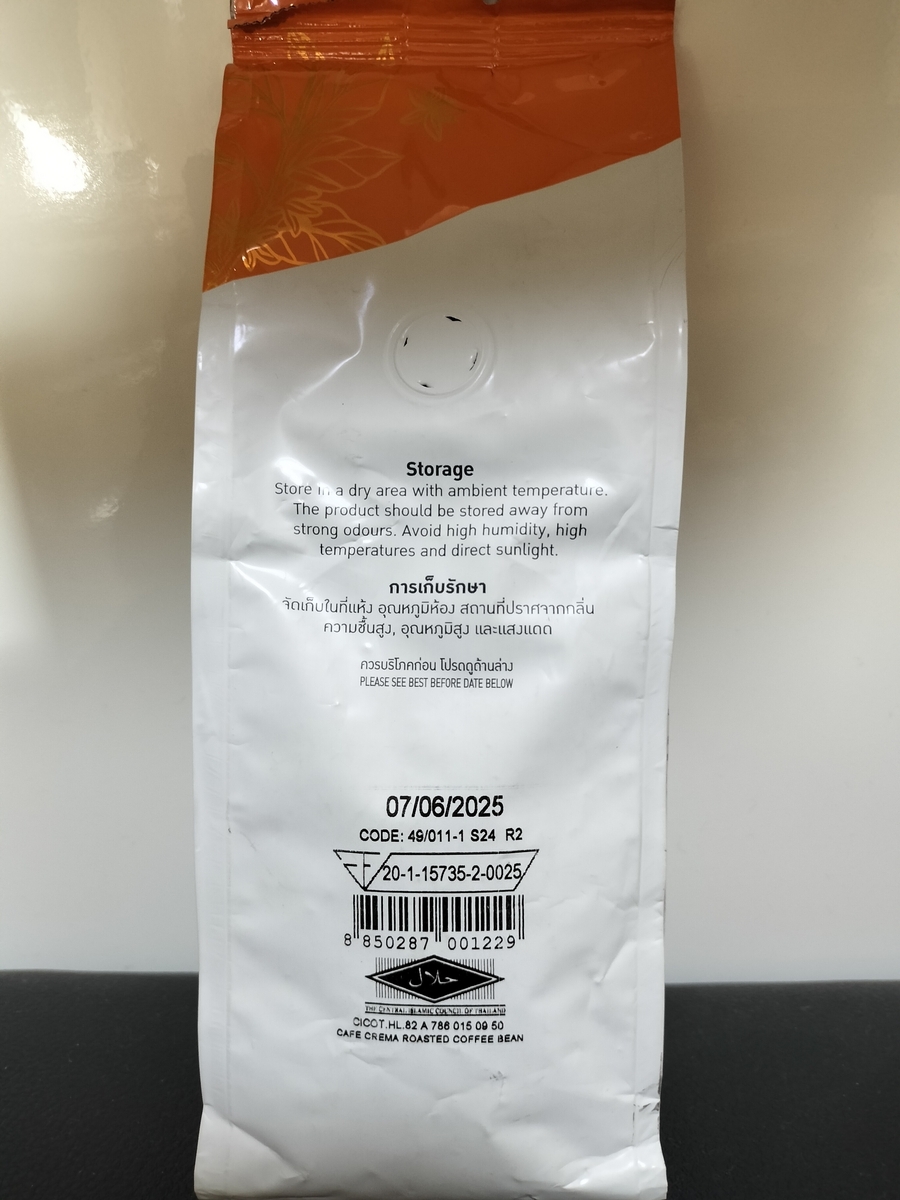 Storage
Store in a dry area with ambient temperature.
The product should be stored away from
strong odours. Avoid high humidity, high
temperatures and direct sunlight.
การเก็บรักษา
จัดเก็บในที่แห้ง อุณหภูมิห้อง สถานที่ปราศจากกลิ่น
ความชื้นสูง, อุณหภูมิสูง และแสงแดด
ควรบริโภคก่อน โปรดดูด้านล่าง
PLEASE SEE BEST BEFORE DATE BELOW
07/06/2025
CODE: 49/011-1 S24 R2
20-1-15735-2-0025
8 850287 001229
حلال
THE CENTRAL ISLAMIC COUNCIL OF THAILAND
CICOT.HL.82 A 786 015 09 50
CAFE CREMA ROASTED COFFEE BEAN